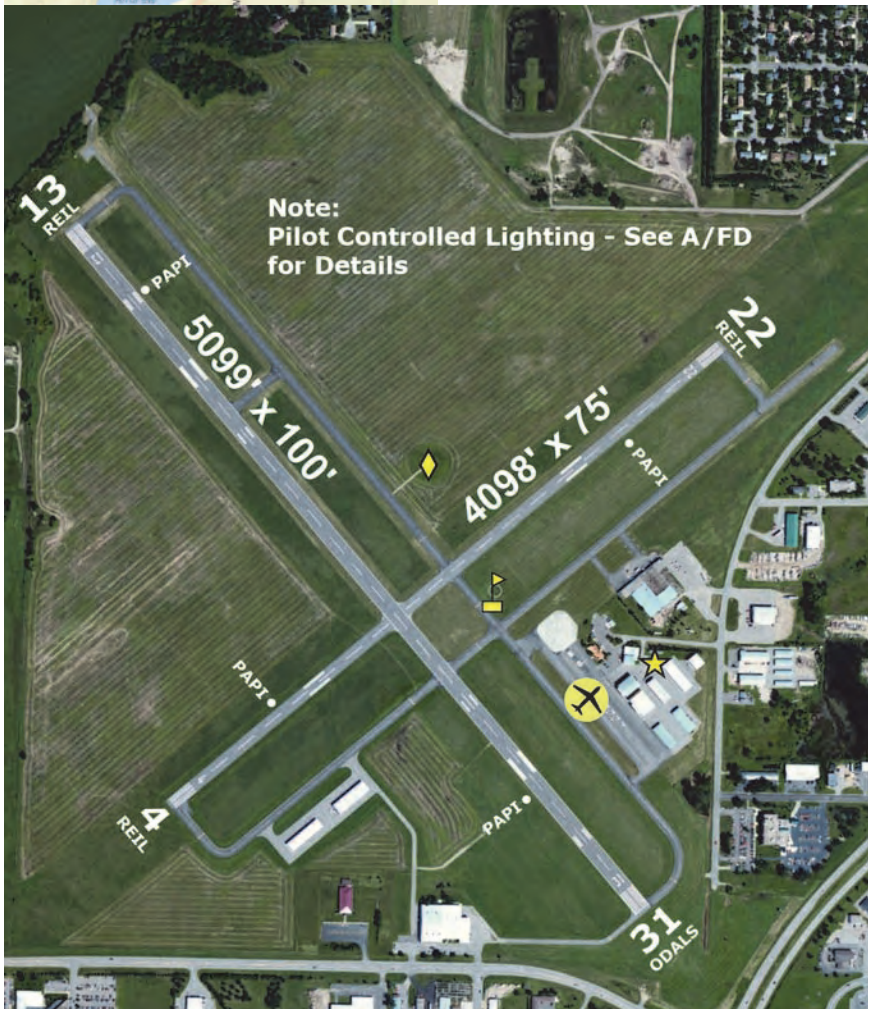 13
REIL
Note:
Pilot Controlled Lighting - See A/FD
for Details
PAPI
5099' x 100'
22
REIL
4098' x 75'
PAPI
PAPI
4
REIL
PAPI
31
ODALS